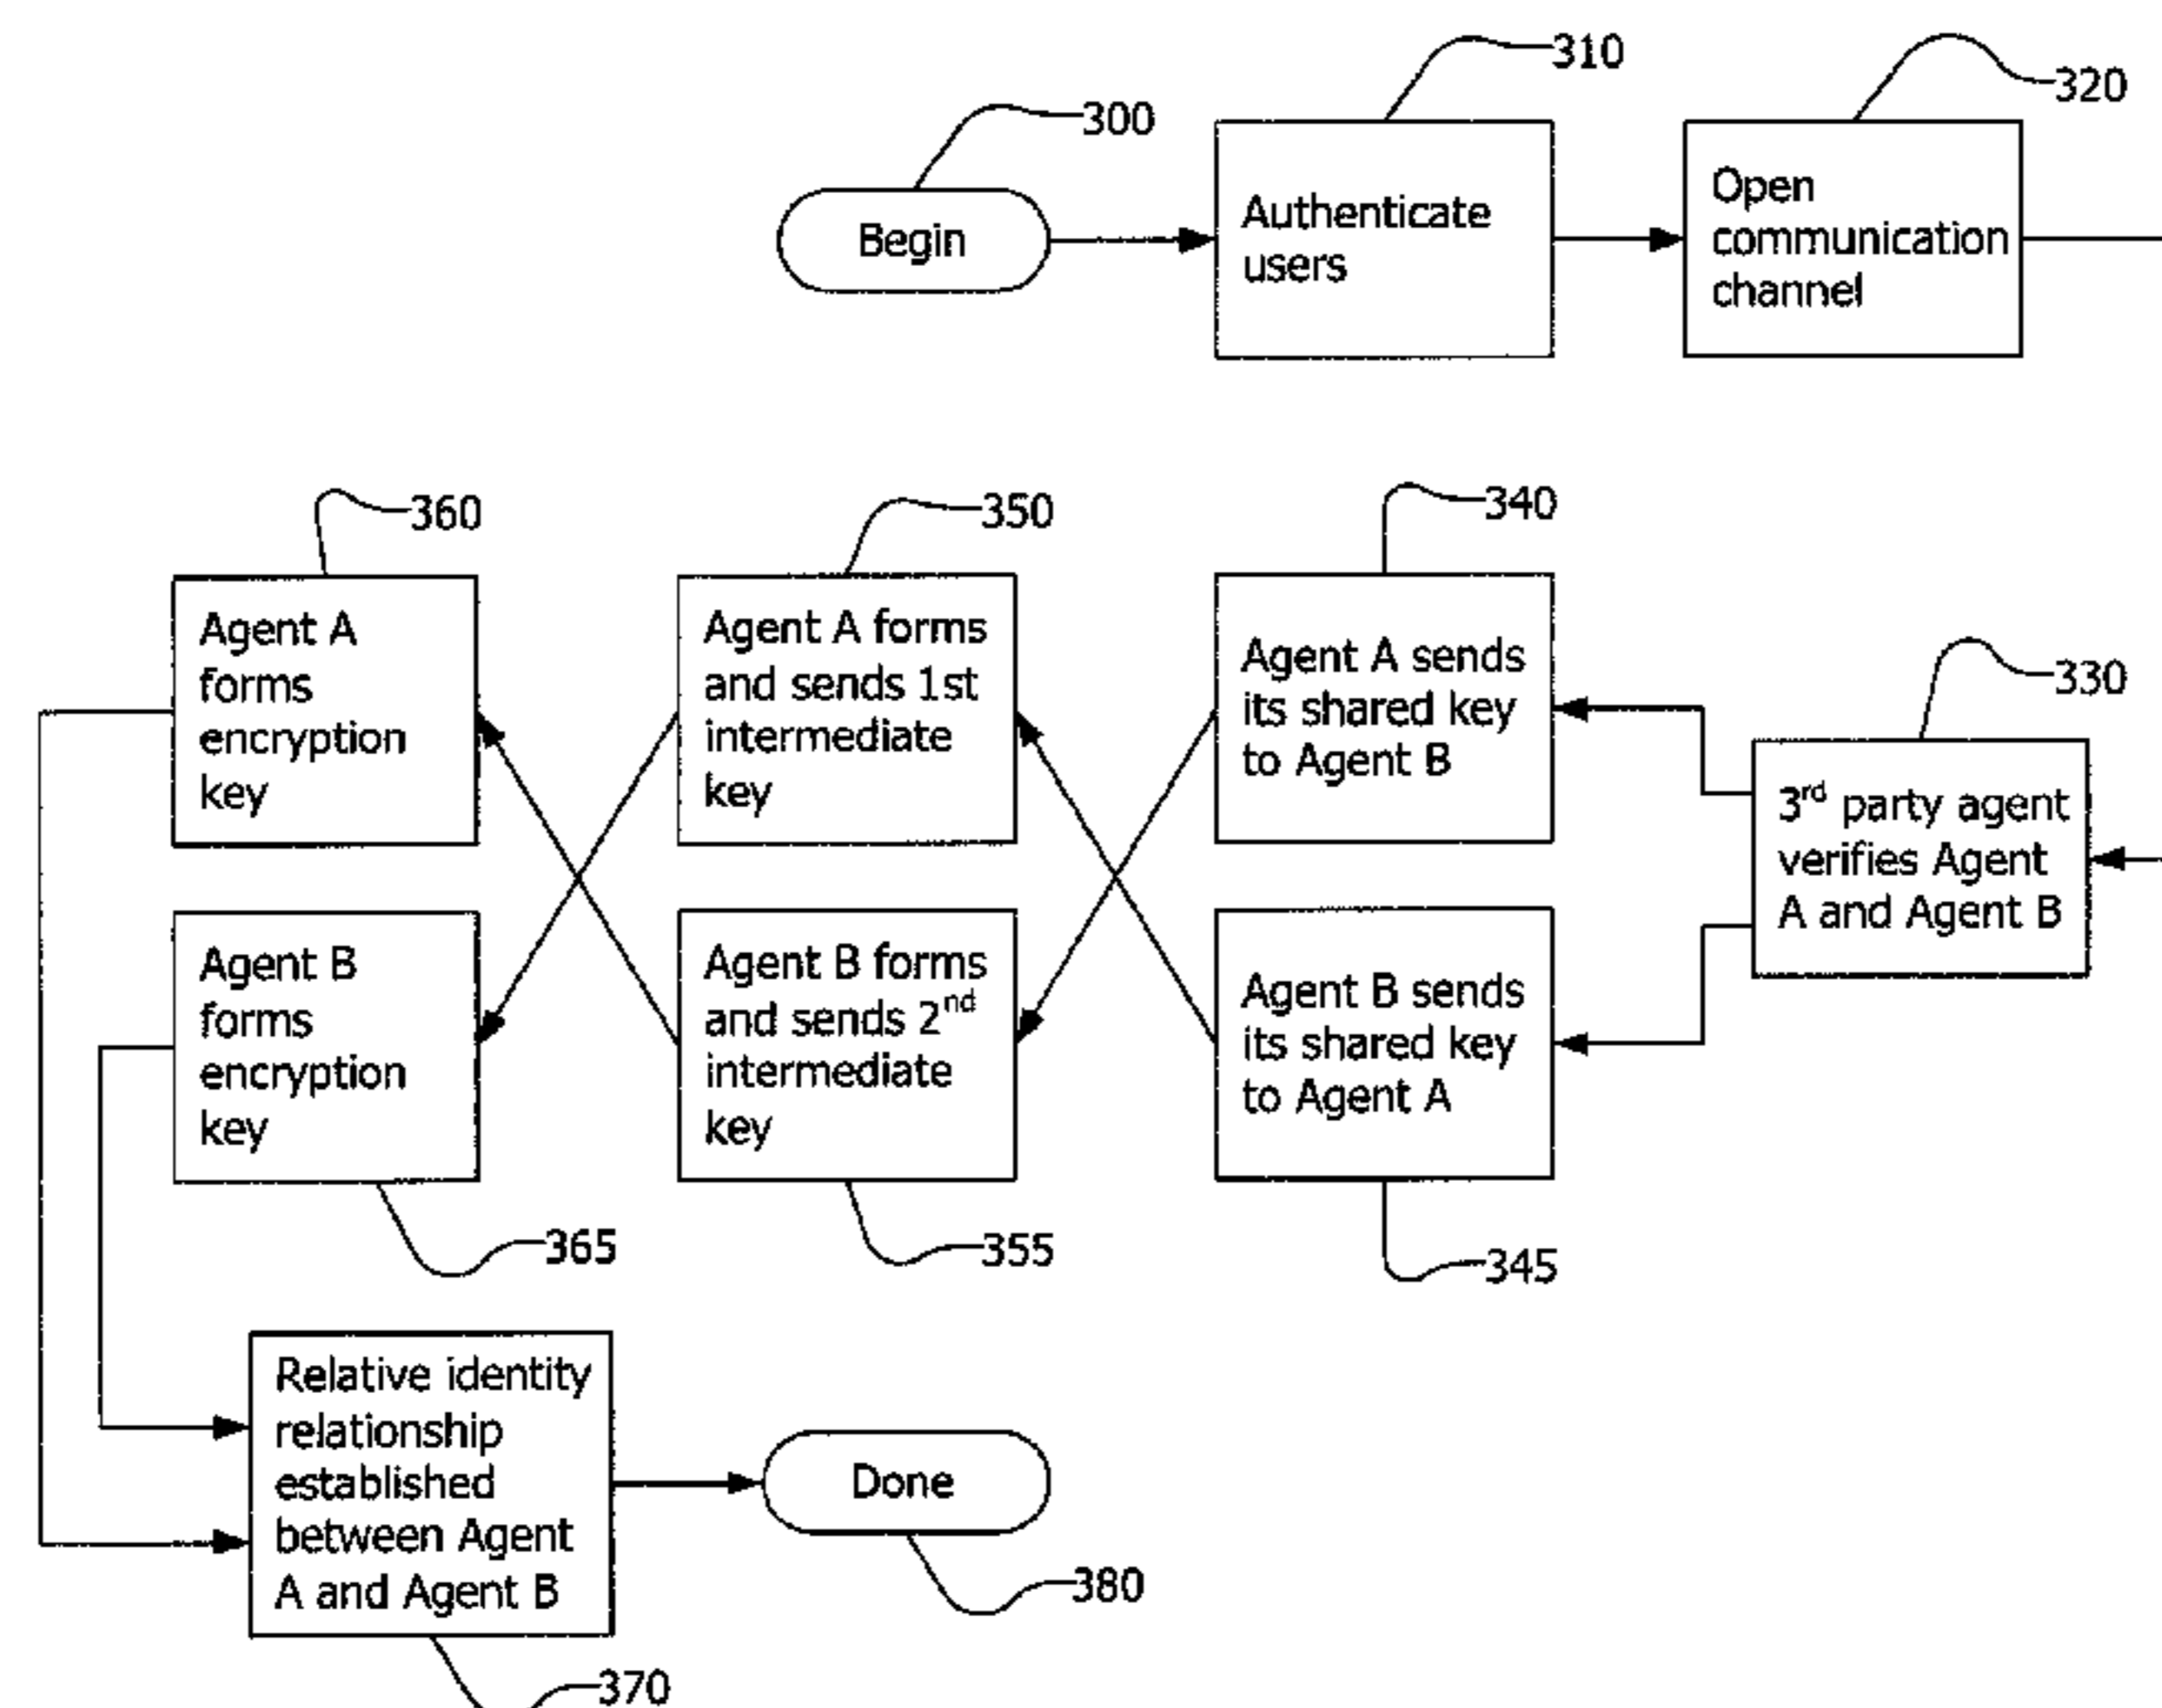 310
320
300
Begin
Authenticate
users
Open
communication
channel
360
350
340
330
Agent A
forms
encryption
key
Agent A forms
and sends 1st
intermediate
key
Agent A sends
its shared key
to Agent B
3rd party agent
verifies Agent
A and Agent B
Agent B
forms
encryption
key
Agent B forms
and sends 2nd
intermediate
key
Agent B sends
its shared key
to Agent A
365
355
345
Relative identity
relationship
established
between Agent
A and Agent B
Done
380
370